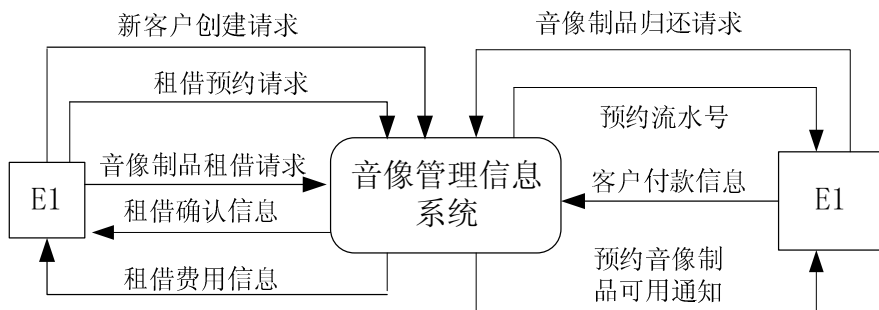 新客户创建请求
音像制品归还请求
租借预约请求
预约流水号
音像制品租借请求
音像管理信息
系统
客户付款信息
E1
E1
租借确认信息
租借费用信息
预约音像制
品可用通知